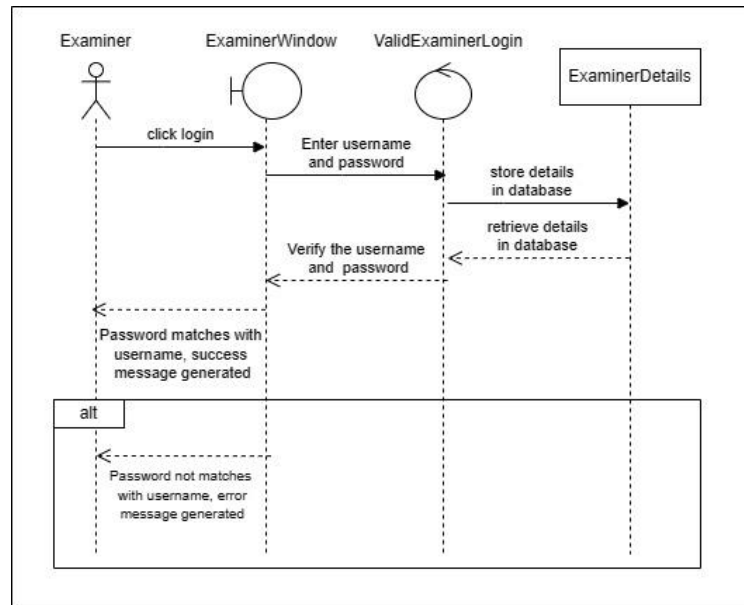 Examiner
ExaminerWindow
ValidExaminerLogin
ExaminerDetails
click login
Enter username
and password
store details
in database
retrieve details
in database
Verify the username
and password
Password matches with
username, success
message generated
alt
Password not matches
with username, error
message generated